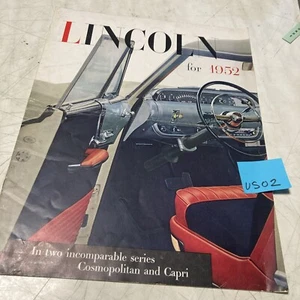 LINCOLN
for 1952
US02
In two incomparable series
Cosmopolitan and Capri